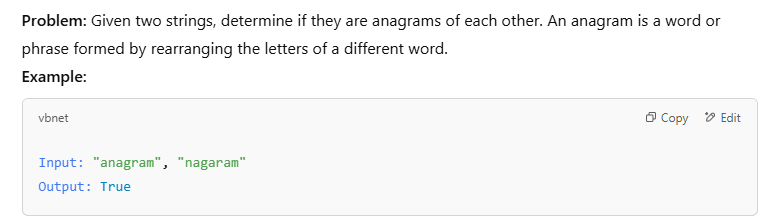 Problem: Given two strings, determine if they are anagrams of each other. An anagram is a word or
phrase formed by rearranging the letters of a different word.
Example:
vbnet Copy Edit
Input: "anagram", "nagaram"
Output: True